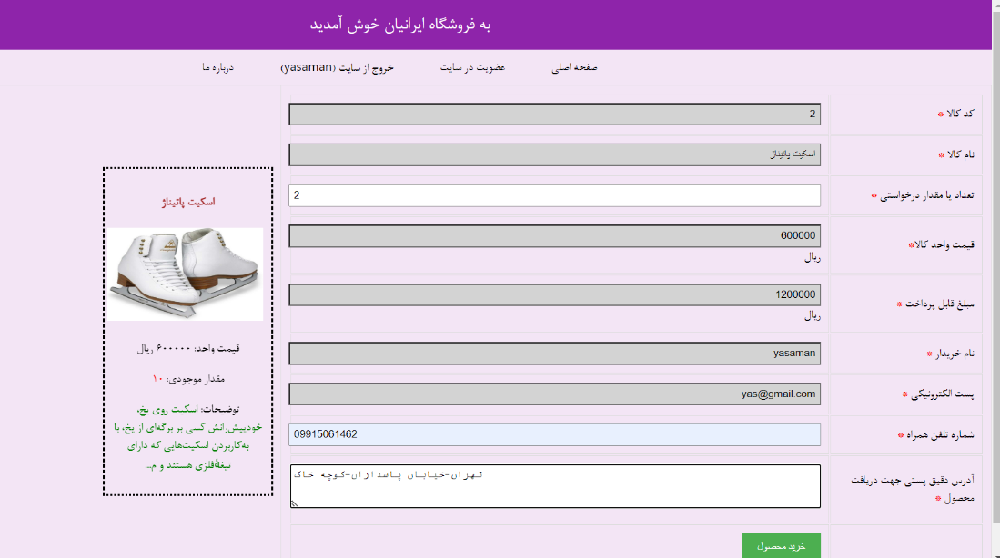 به فروشگاه ایرانیان خوش آمدید
صفحه اصلی
عضویت در سایت
خروج از سایت (yasaman)
درباره ما
کد کالا *
2
نام کالا *
اسکیت پاتیناژ
تعداد یا مقدار درخواستی *
2
قیمت واحد کالا*
600000
ریال
مبلغ قابل پرداخت *
1200000
ریال
نام خریدار *
yasaman
پست الکترونیکی *
yas@gmail.com
شماره تلفن همراه *
09915061462
آدرس دقیق پستی جهت دریافت
محصول *
تهران-خیابان پاسداران-کوچه خاک
خرید محصول
اسکیت پاتیناژ
قیمت واحد: ۶۰۰۰۰۰ ریال
مقدار موجودی: ۱۰
توضیحات: اسکیت روی یخ،
خودپیش‌رانش کسی بر برگه‌ای از یخ، با
به‌کاربردن اسکیت‌هایی که دارای
تیغهٔفلزی هستند و م...